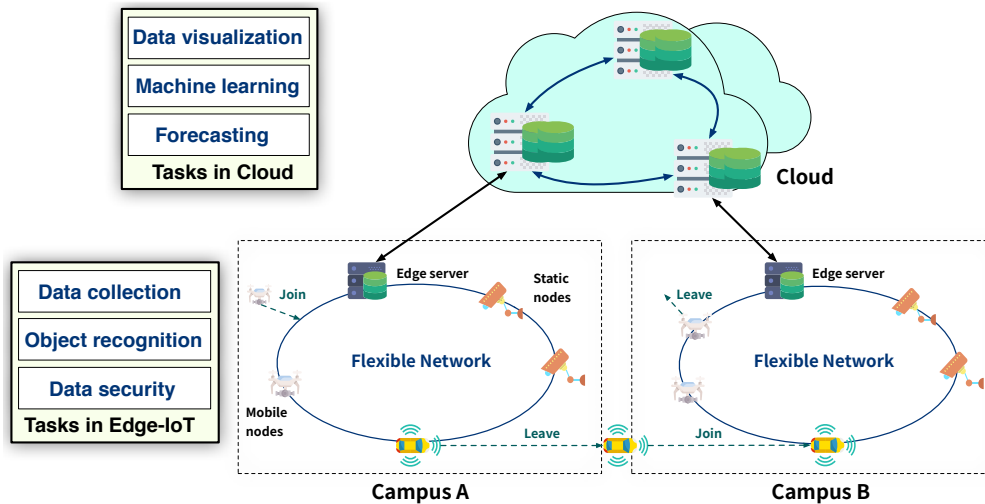 Data visualization
Machine learning
Forecasting
Tasks in Cloud
Cloud
Data collection
Object recognition
Data security
Tasks in Edge-IoT
Edge server
Static
nodes
Join
Flexible Network
Mobile
nodes
Leave
Campus A
Edge server
Leave
Flexible Network
Join
Campus B